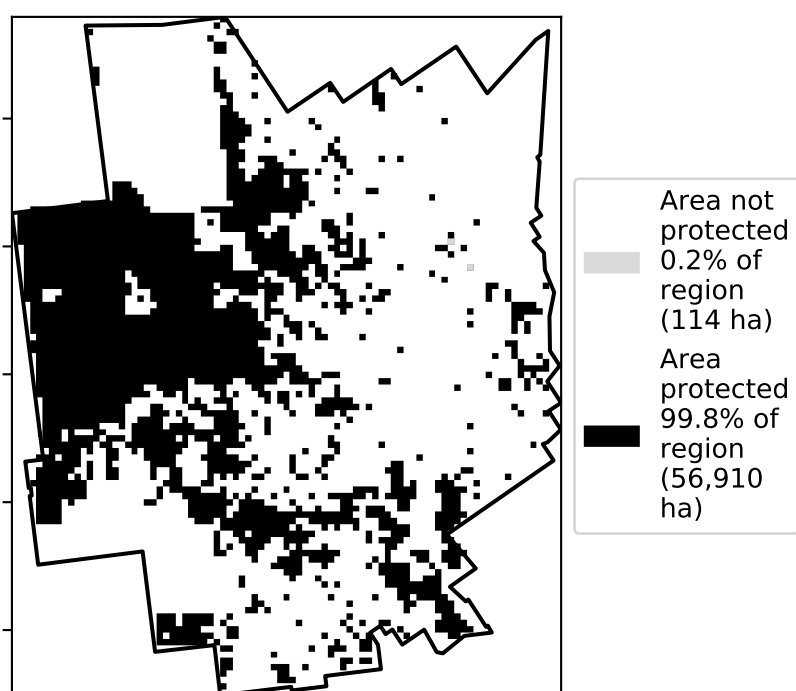 Area not
protected
0.2% of
region
(114 ha)
Area
protected
99.8% of
region
(56,910
ha)